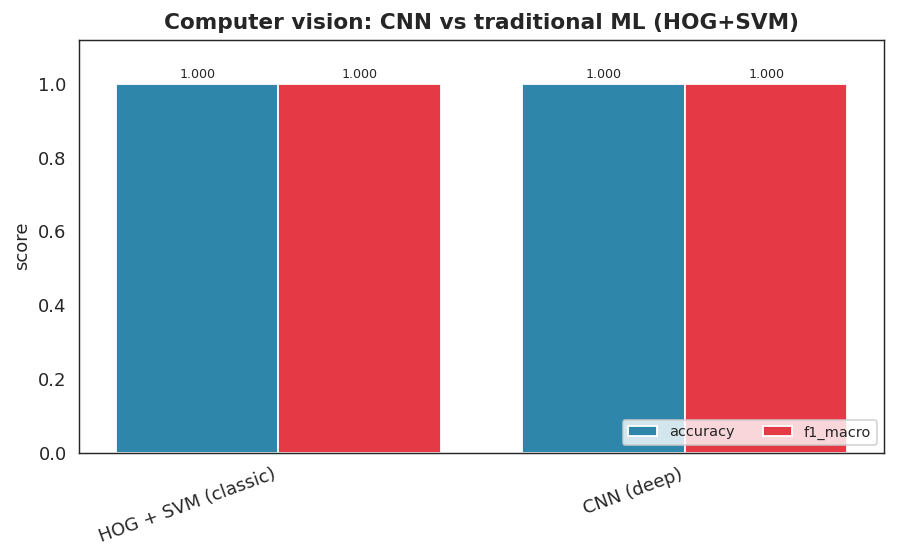 Computer vision: CNN vs traditional ML (HOG+SVM)
1.000 1.000 1.000 1.000
1.0
0.8
0.6
0.4
0.2
0.0
score
accuracy f1_macro
HOG + SVM (classic) CNN (deep)